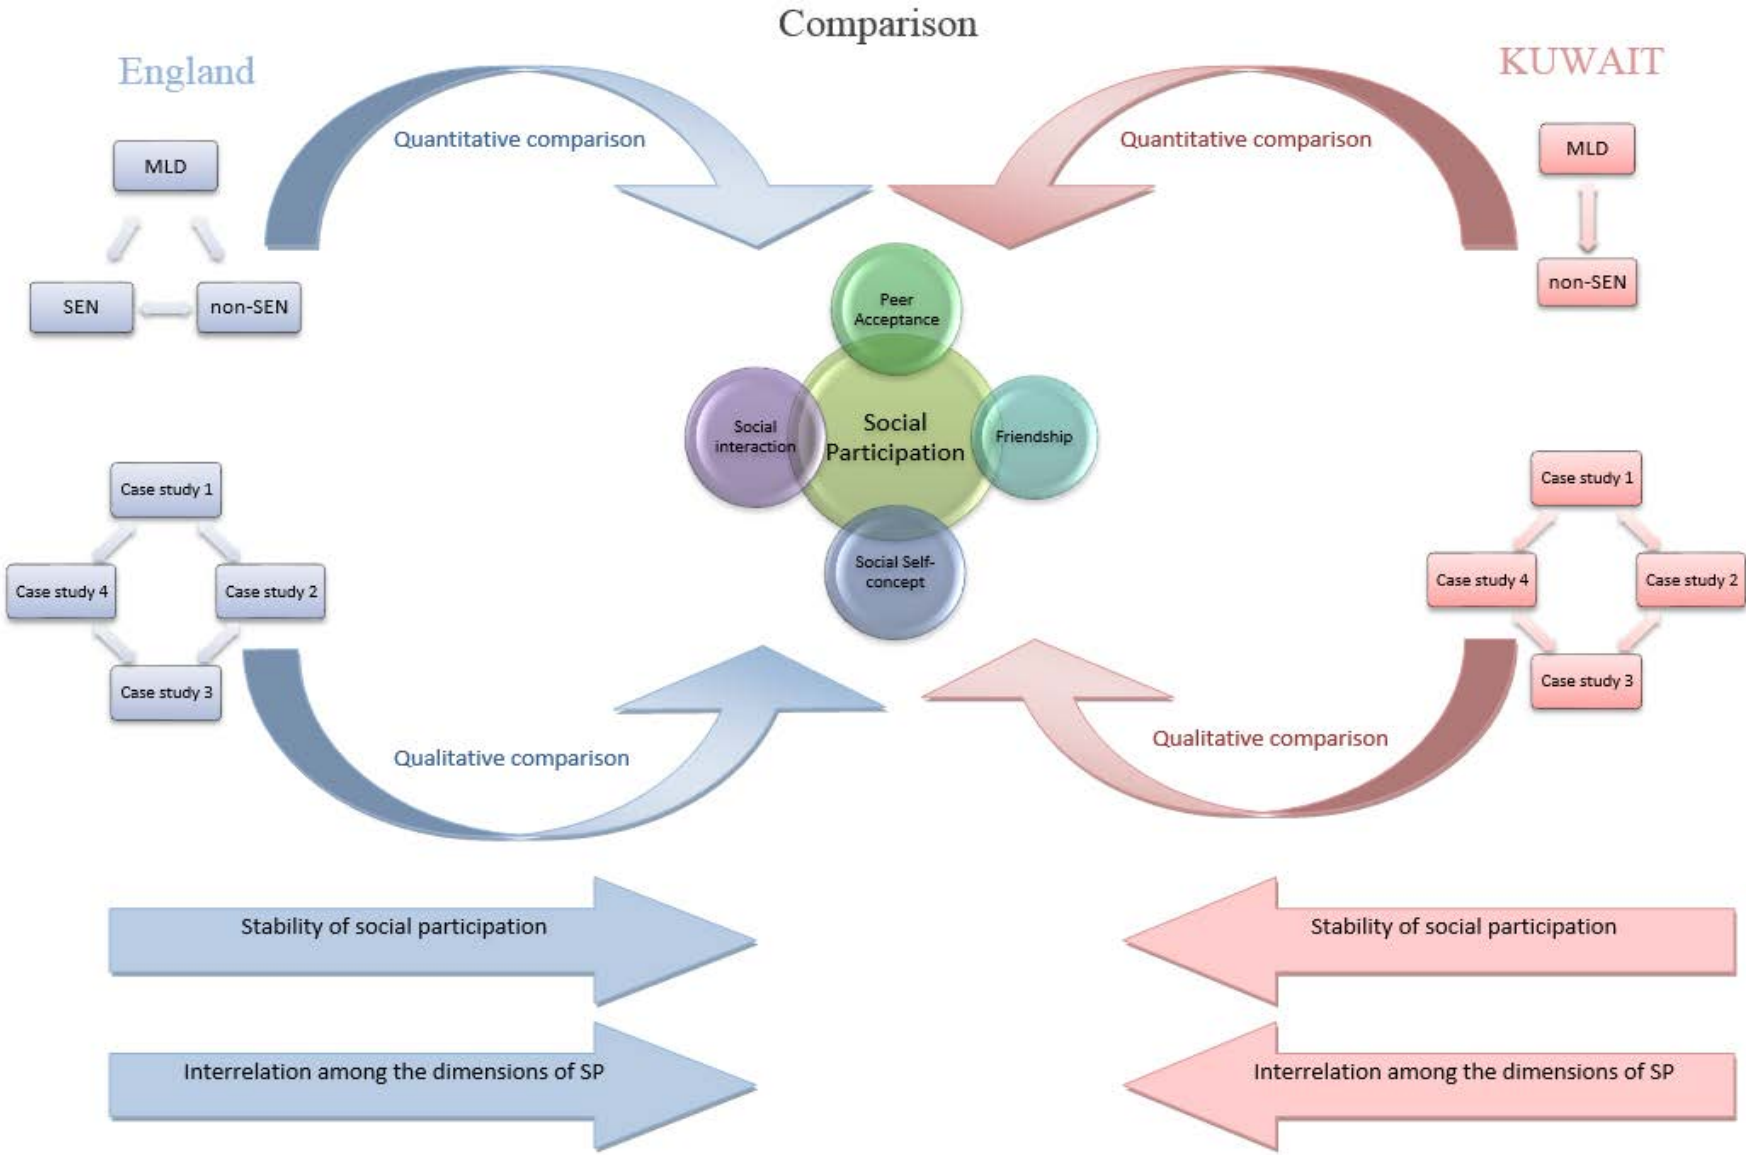 Comparison
England
KUWAIT
Quantitative comparison
Quantitative comparison
MLD
SEN
non-SEN
MLD
non-SEN
Peer
Acceptance
Social
interaction
Social
Participation
Friendship
Social Self-
concept
Case study 1
Case study 4
Case study 2
Case study 3
Case study 1
Case study 4
Case study 2
Case study 3
Qualitative comparison
Qualitative comparison
Stability of social participation
Stability of social participation
Interrelation among the dimensions of SP
Interrelation among the dimensions of SP